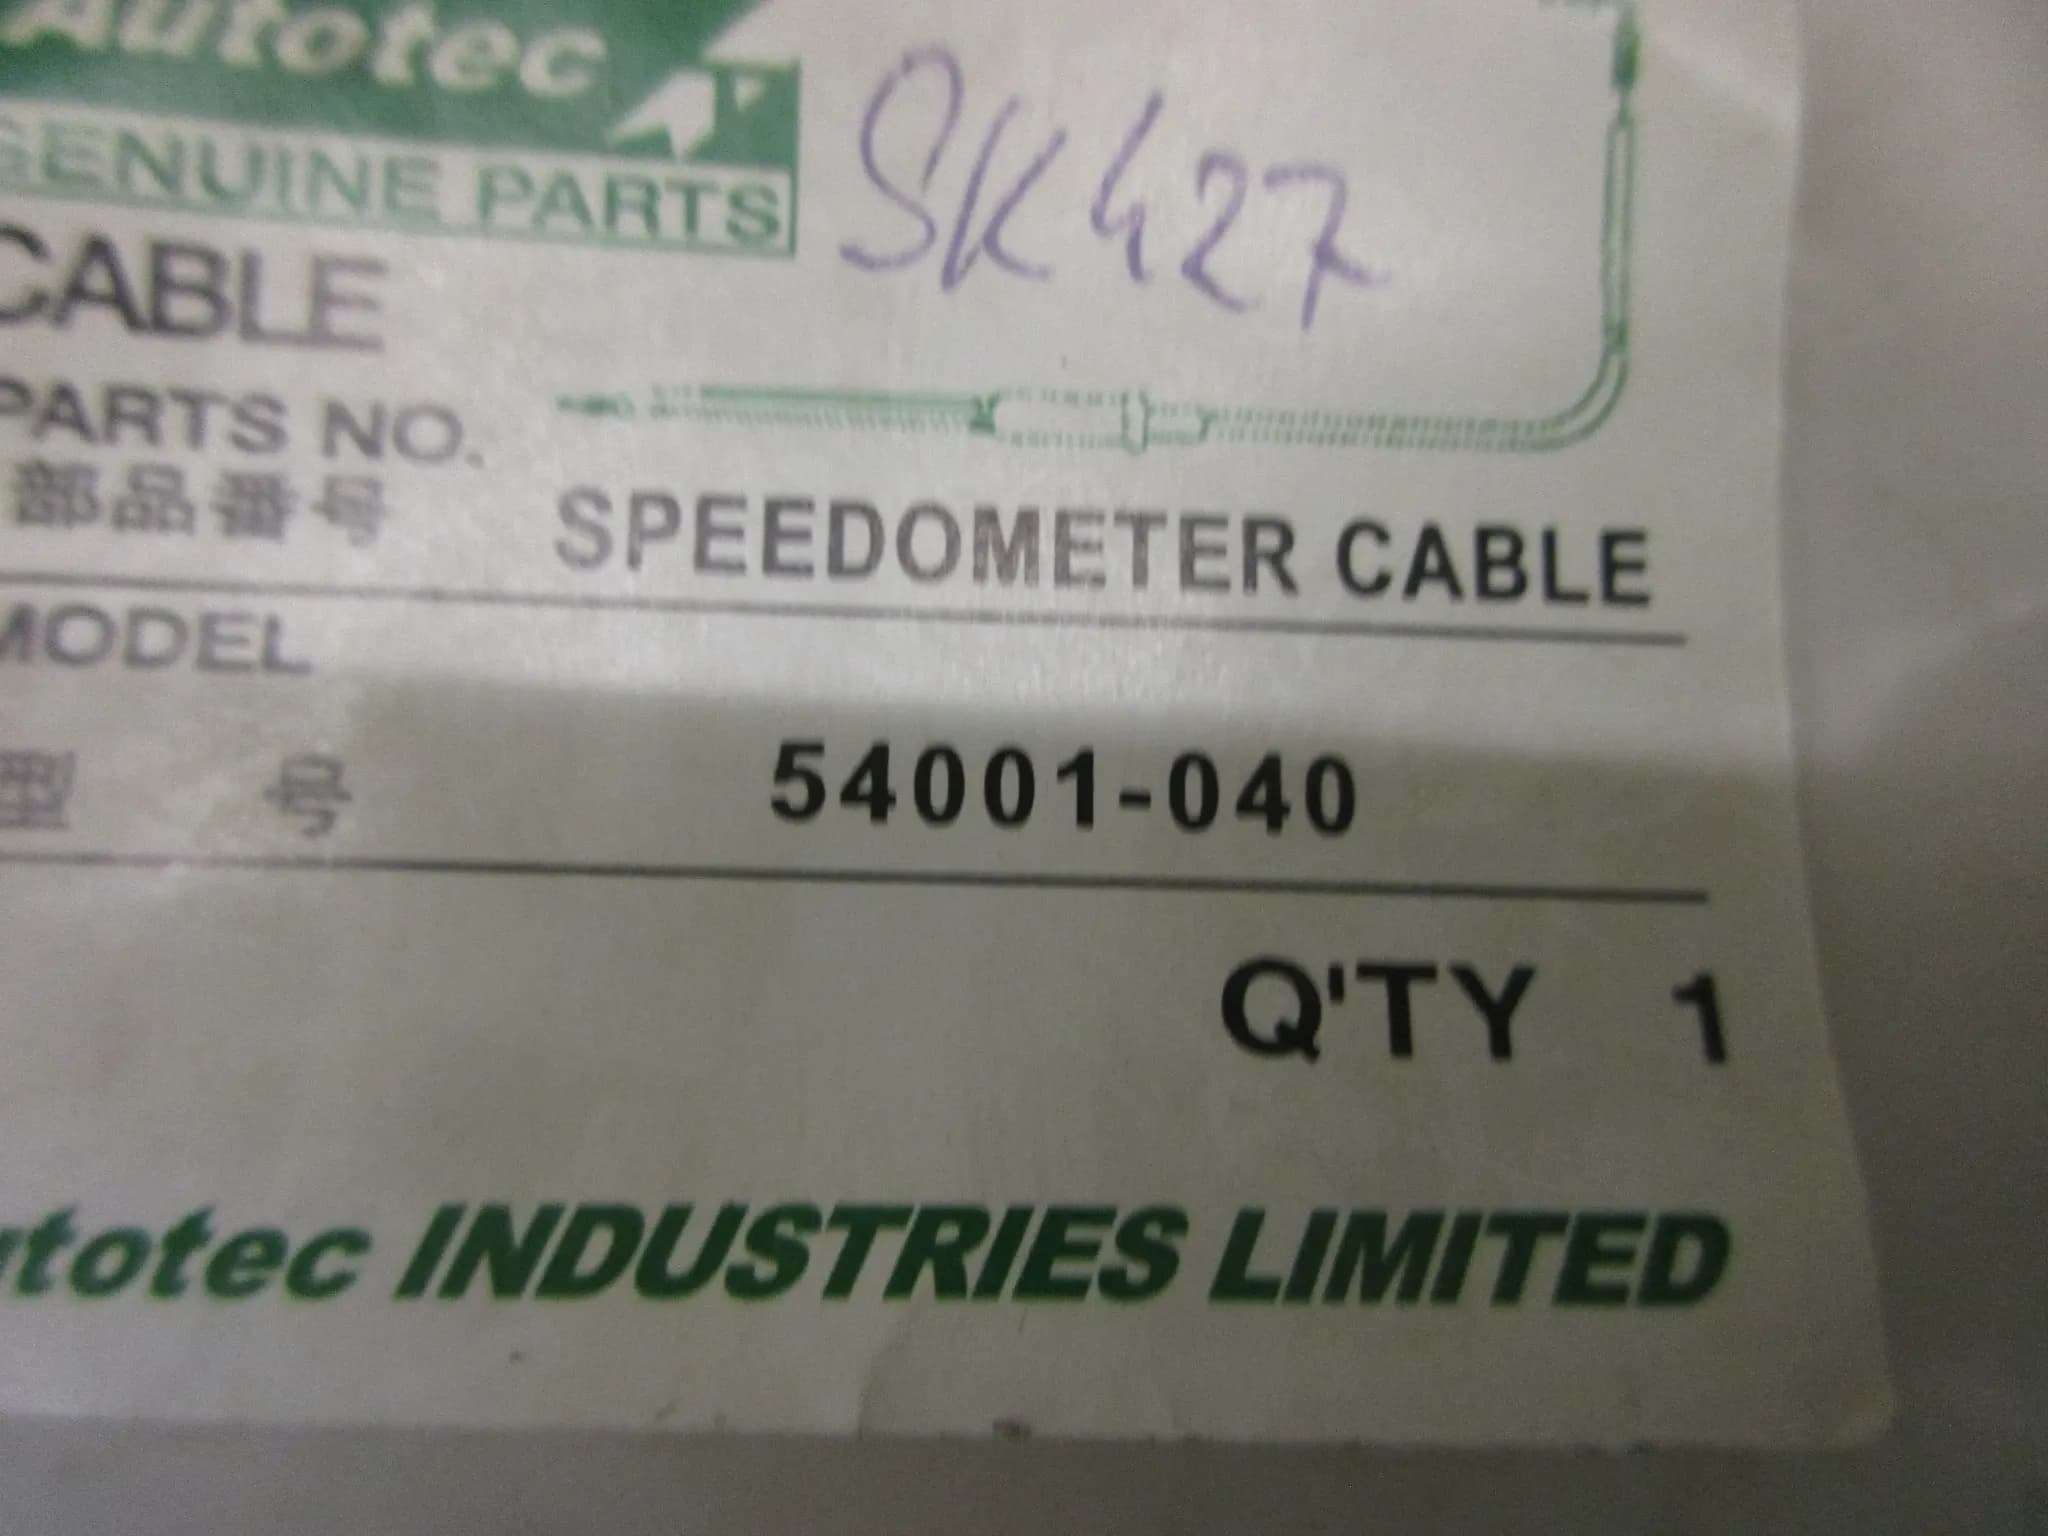 Autotec
GENUINE PARTS
SK427
CABLE
PARTS NO.
部品番号
SPEEDOMETER CABLE
MODEL
型 号
54001-040
Q'TY 1
utotec INDUSTRIES LIMITED